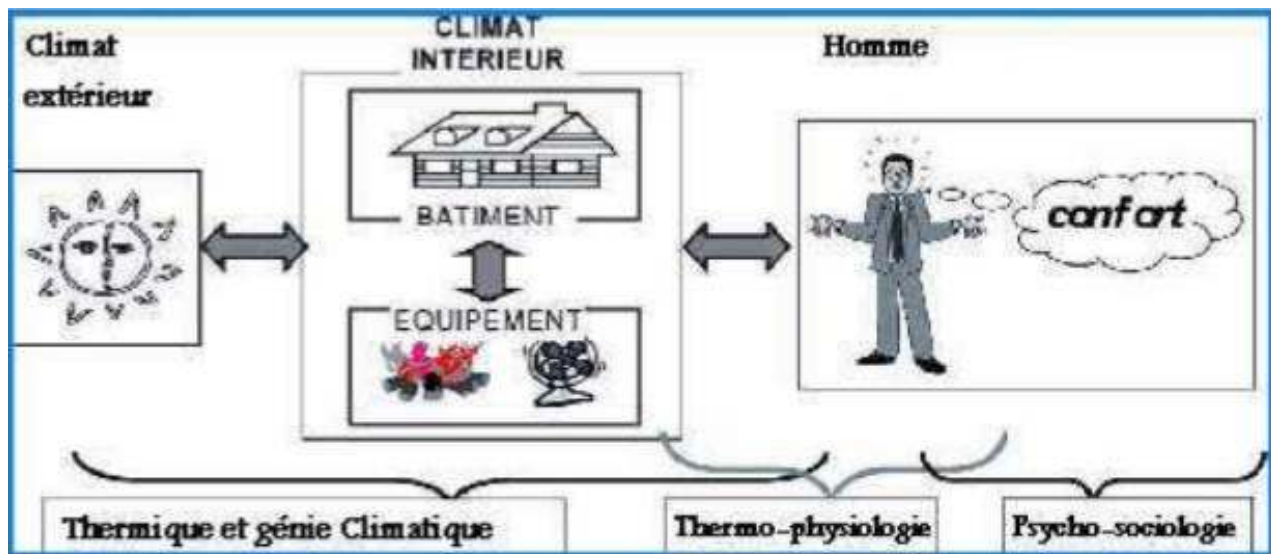 Climat
extérieur
CLIMAT
INTERIEUR
BATIMENT
EQUIPEMENT
Homme
confort
Thermique et génie Climatique
Thermo-physiologie
Psycho-sociologie